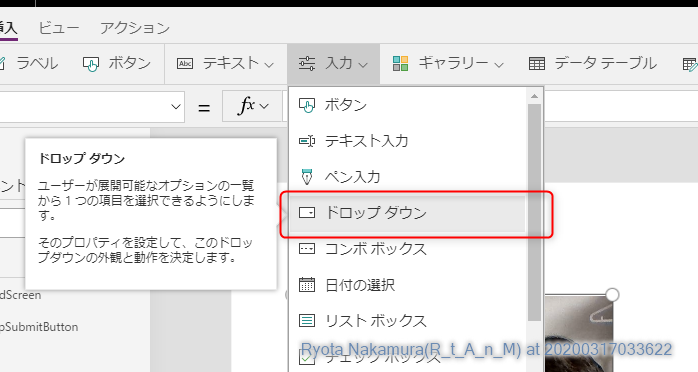 挿入 ビュー アクション
ラベル ボタン Abc テキスト 入力 ギャラリー データ テーブル
= fx
ボタン
テキスト入力
ペン入力
ドロップ ダウン
コンボ ボックス
日付の選択
リスト ボックス
チェック ボックス
ドロップ ダウン
ユーザーが展開可能なオプションの一覧
から 1 つの項目を選択できるようにしま
す。
そのプロパティを設定して、このドロッ
プダウンの外観と動作を決定します。
ント
dScreen
pSubmitButton
Ryota Nakamura(R_t_A_n_M) at 20200317033622